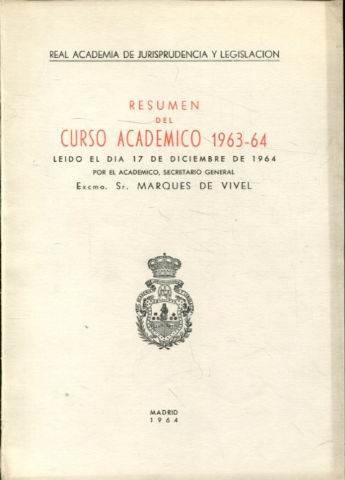 REAL ACADEMIA DE JURISPRUDENCIA Y LEGISLACION
RESUMEN
DEL
CURSO ACADEMICO 1963-64
LEIDO EL DIA 17 DE DICIEMBRE DE 1964
POR EL ACADEMICO, SECRETARIO GENERAL
Excmo. Sr. MARQUES DE VIVEL
MADRID
1964